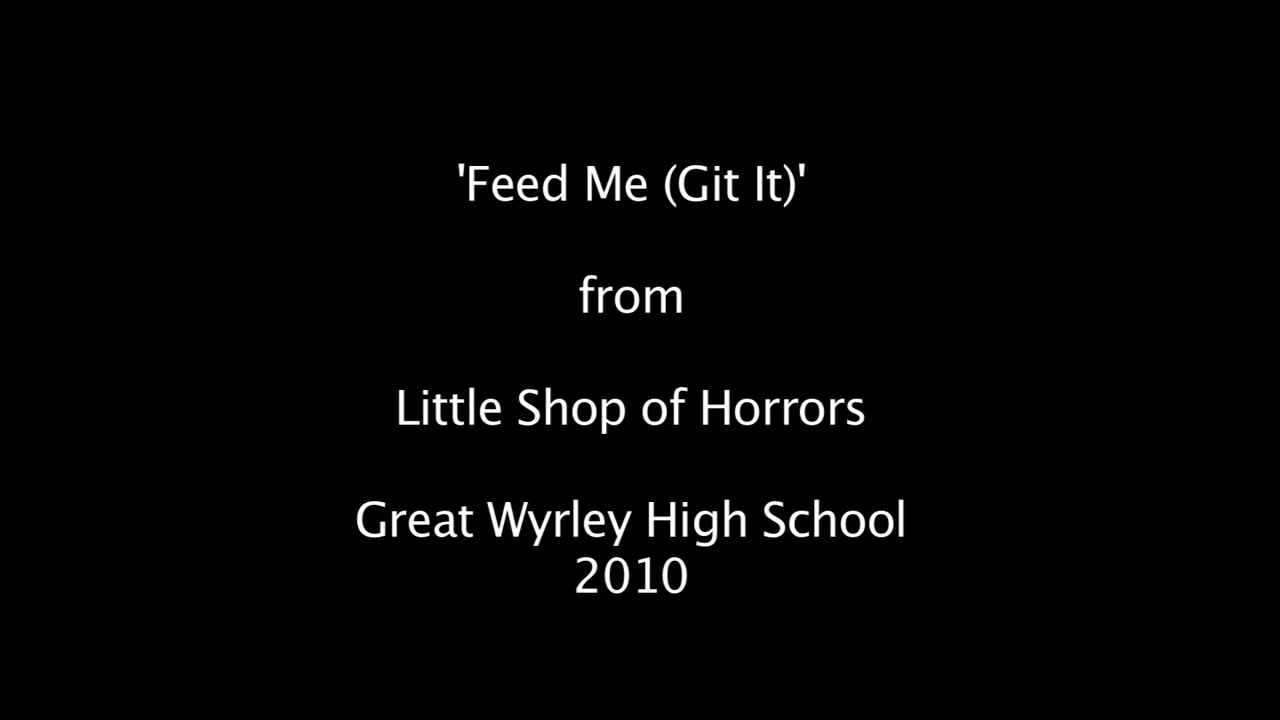 'Feed Me (Git It)'
from
Little Shop of Horrors
Great Wyrley High School
2010